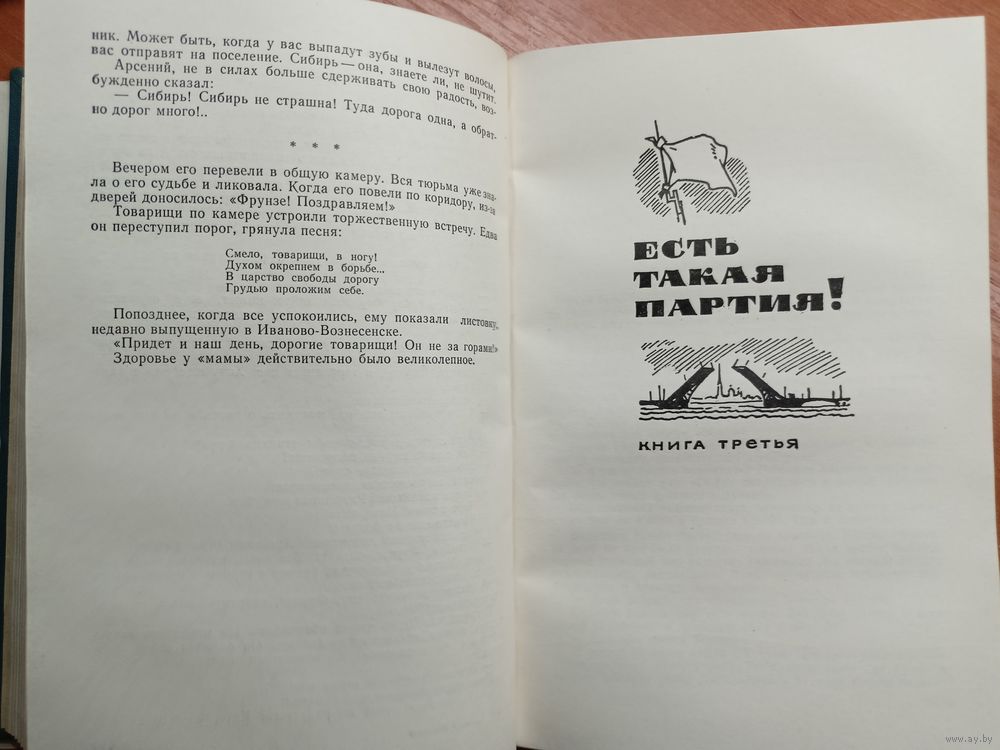 ник. Может быть, когда у вас выпадут зубы и вылезут волосы,
вас отправят на поселение. Сибирь — она, знаете ли, не шутит.
Арсений, не в силах больше сдерживать свою радость, воз-
бужденно сказал:
— Сибирь! Сибирь не страшна! Туда дорога одна, а обрат-
но дорог много!..
* * *
Вечером его перевели в общую камеру. Вся тюрьма уже зна-
ла о его судьбе и ликовала. Когда его повели по коридору, из-за
дверей доносилось: «Фрунзе! Поздравляем!»
Товарищи по камере устроили торжественную встречу. Едва
он переступил порог, грянула песня:
Смело, товарищи, в ногу!
Духом окрепнем в борьбе...
В царство свободы дорогу
Грудью проложим себе.
Попозднее, когда все успокоились, ему показали листовку,
недавно выпущенную в Иваново-Вознесенске.
«Придет и наш день, дорогие товарищи! Он не за горами!»
Здоровье у «мамы» действительно было великолепное.
ЕСТЬ
ТАКАЯ
ПАРТИЯ!
КНИГА ТРЕТЬЯ
www.ay.by